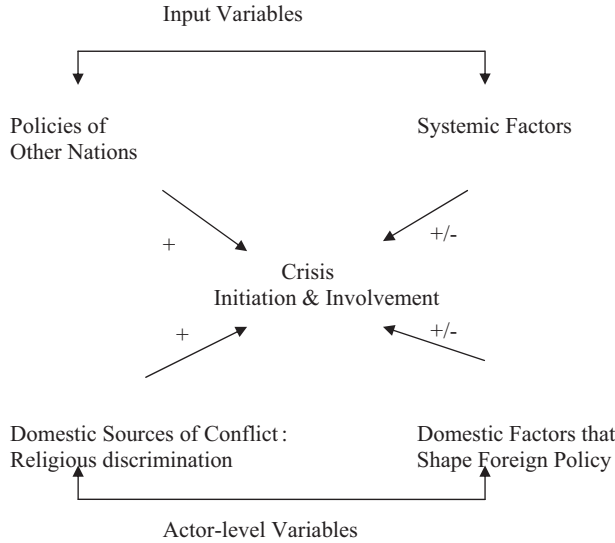 Input Variables
Policies of
Other Nations
Systemic Factors
+
+/-
Crisis
Initiation & Involvement
+
+/-
Domestic Sources of Conflict:
Religious discrimination
Domestic Factors that
Shape Foreign Policy
Actor-level Variables